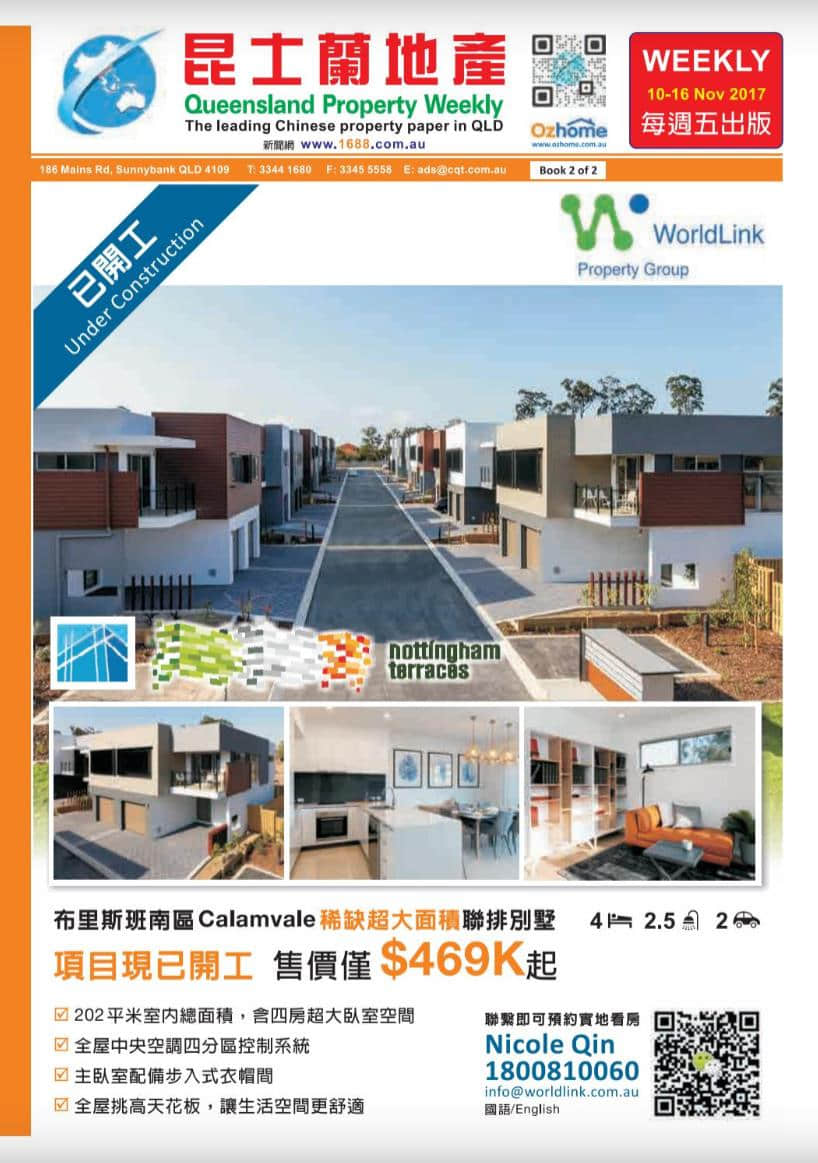 昆士蘭地產
Queensland Property Weekly
The leading Chinese property paper in QLD
新聞網 www.1688.com.au
Ozhome
www.ozhome.com.au
WEEKLY
10-16 Nov 2017
每週五出版
186 Mains Rd, Sunnybank QLD 4109 T: 3344 1680 F: 3345 5558 E: ads@cqt.com.au Book 2 of 2
已開工
Under Construction
WorldLink
Property Group
nottingham
terraces
布里斯班南區Calamvale稀缺超大面積聯排別墅 4 2.5 2
項目現已開工 售價僅$469K起
202平米室内總面積，含四房超大臥室空間
全屋中央空調四分區控制系統
主臥室配備步入式衣帽間
全屋挑高天花板，讓生活空間更舒適
聯繫即可預約實地看房
Nicole Qin
1800810060
info@worldlink.com.au
國語/English